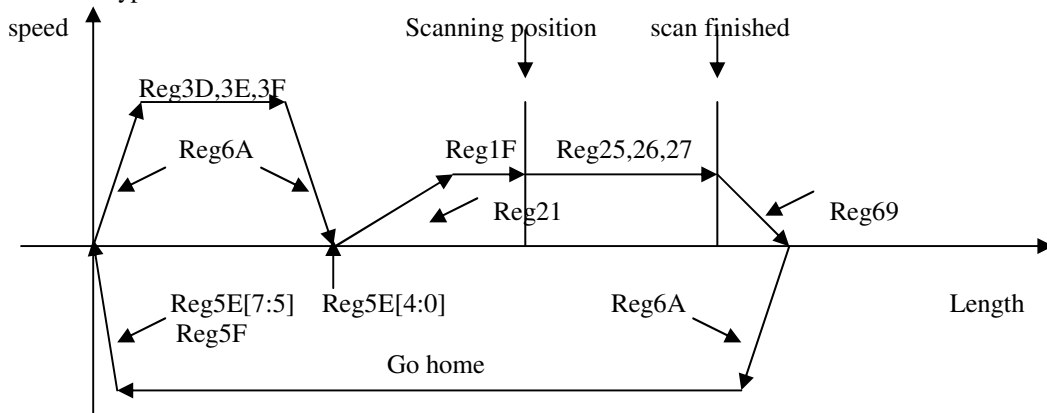 speed
Scanning position
scan finished
Reg3D,3E,3F
Reg6A
Reg1F
Reg25,26,27
Reg21
Reg69
Reg5E[7:5]
Reg5F
Reg5E[4:0]
Reg6A
Length
Go home